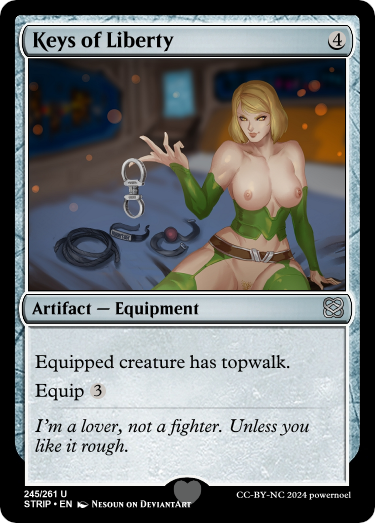 Keys of Liberty 4
Artifact — Equipment
Equipped creature has topwalk.
Equip 3
I'm a lover, not a fighter. Unless you
like it rough.
245/261 U
STRIP • EN Nesoun on DeviantArt
CC-BY-NC 2024 powernoel